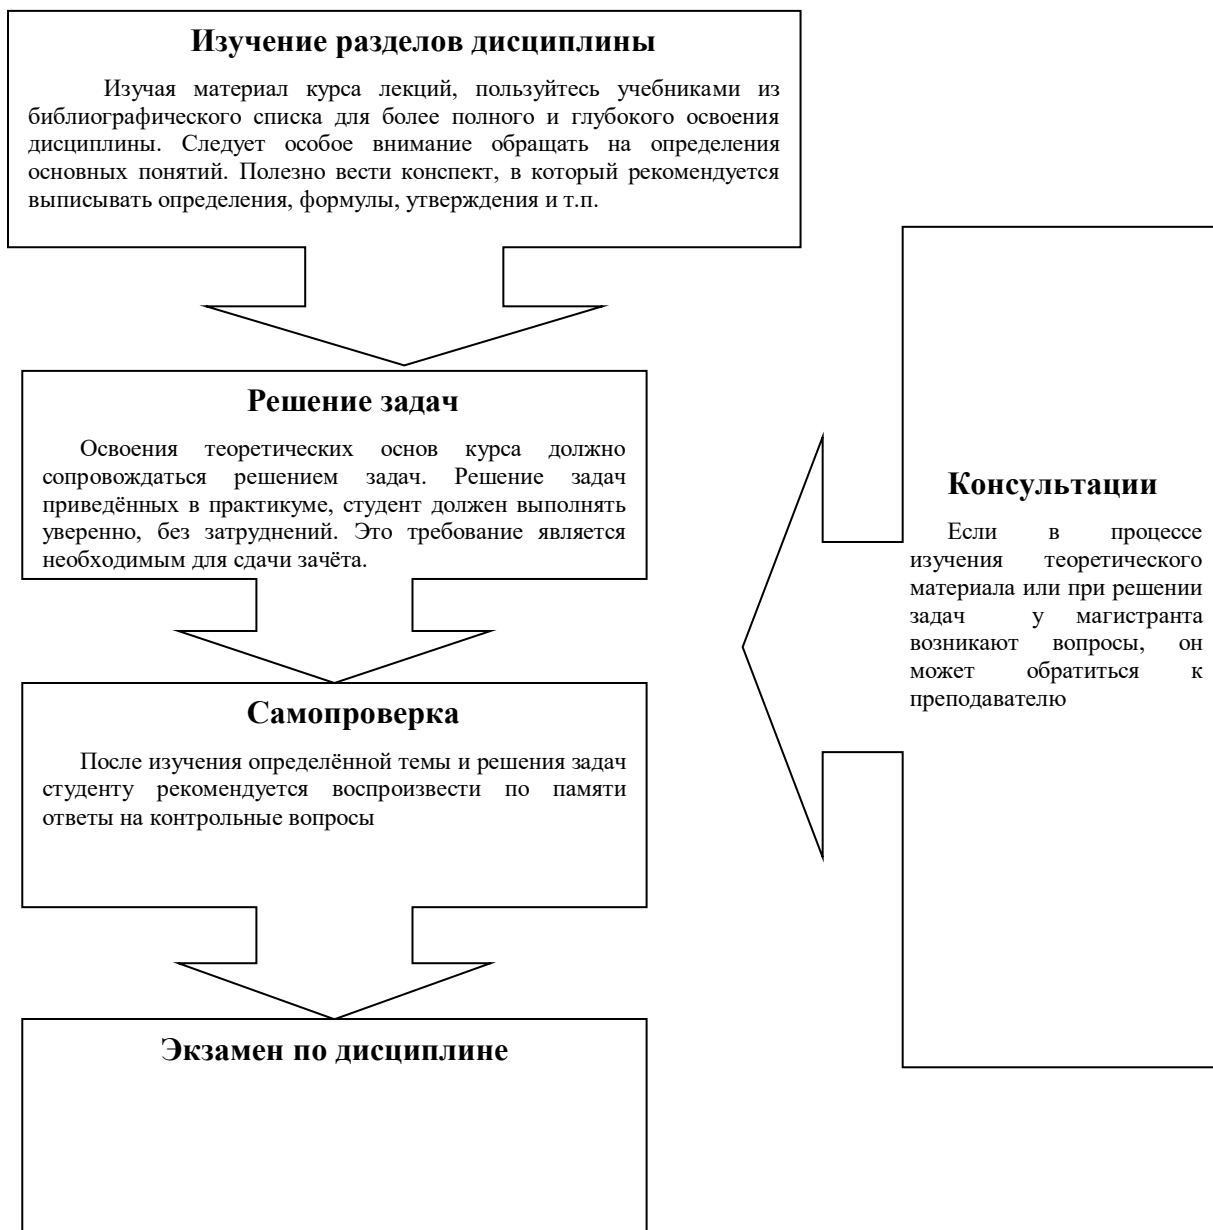 Изучение разделов дисциплины
Изучая материал курса лекций, пользуйтесь учебниками из
библиографического списка для более полного и глубокого освоения
дисциплины. Следует особое внимание обращать на определения
основных понятий. Полезно вести конспект, в который рекомендуется
выписывать определения, формулы, утверждения и т.п.
Решение задач
Освоения теоретических основ курса должно
сопровождаться решением задач. Решение задач
приведённых в практикуме, студент должен выполнять
уверенно, без затруднений. Это требование является
необходимым для сдачи зачёта.
Самопроверка
После изучения определённой темы и решения задач
студенту рекомендуется воспроизвести по памяти
ответы на контрольные вопросы
Экзамен по дисциплине
Консультации
Если в процессе
изучения теоретического
материала или при решении
задач у магистранта
возникают вопросы, он
может обратиться к
преподавателю